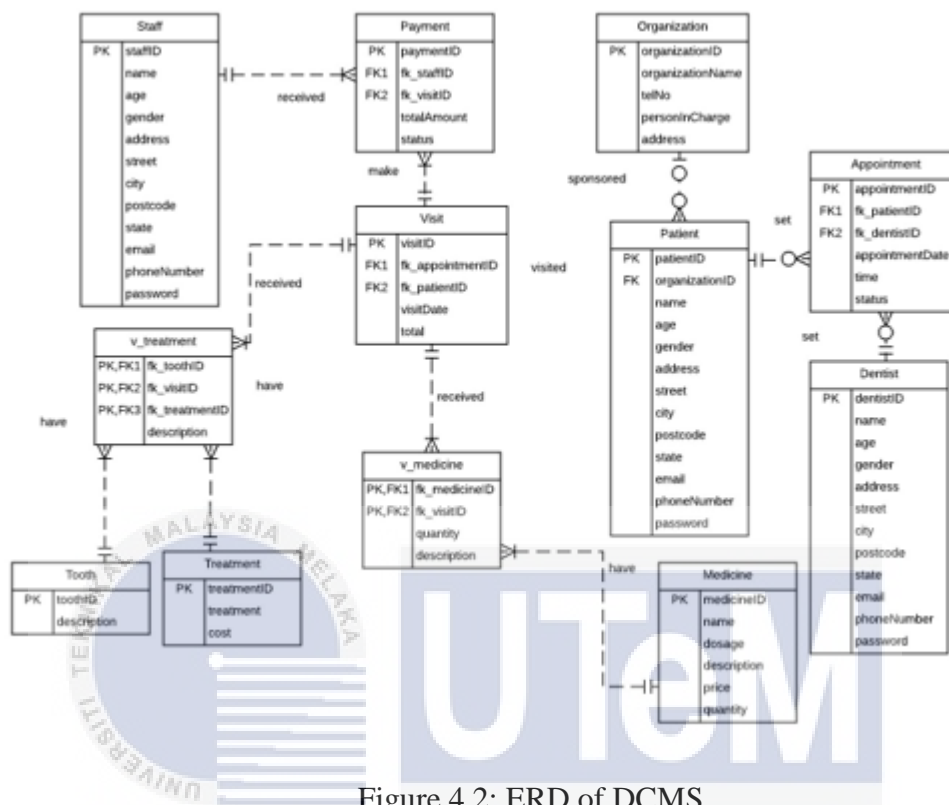 Staff
PK staffID
name
age
gender
address
street
city
postcode
state
email
phoneNumber
password
received
Payment
PK paymentID
FK1 fk_staffID
FK2 fk_visitID
totalAmount
status
make
Organization
PK organizationID
organizationName
telNo
personInCharge
address
sponsored
Appointment
PK appointmentID
FK1 fk_patientID
FK2 fk_dentistID
appointmentDate
time
status
set
Visit
PK visitID
FK1 fk_appointmentID
FK2 fk_patientID
visitDate
total
visited
received
Patient
PK patientID
FK organizationID
name
age
gender
address
street
city
postcode
state
email
phoneNumber
password
set
v_treatment
PK,FK1 fk_toothID
PK,FK2 fk_visitID
PK,FK3 fk_treatmentID
description
have
have
received
Dentist
PK dentistID
name
age
gender
address
street
city
postcode
state
email
phoneNumber
password
v_medicine
PK,FK1 fk_medicineID
PK,FK2 fk_visitID
quantity
description
have
Tooth
PK toothID
description
Treatment
PK treatmentID
treatment
cost
Medicine
PK medicineID
name
dosage
description
price
quantity
UNIVERSITI TEKNIKAL MALAYSIA MELAKA
UTeM
Figure 4.2: ERD of DCMS